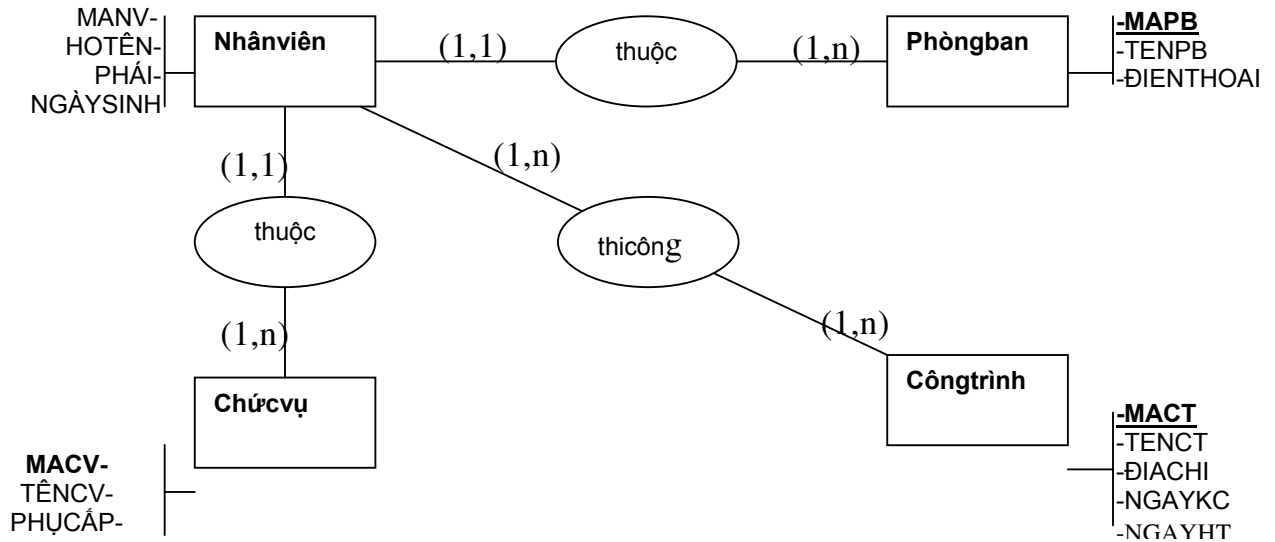 MANV-
HOTÊN-
PHÁI-
NGÀYSINH
Nhânviên
(1,1)
thuộc
(1,n)
Phòngban
-MAPB
-TENPB
-ĐIENTHOAI
(1,1)
(1,n)
thuộc
thicông
(1,n)
(1,n)
Chứcvụ
Côngtrình
MACV-
TÊNCV-
PHỤCẤP-
-MACT
-TENCT
-ĐIACHI
-NGAYKC
-NGAYHT